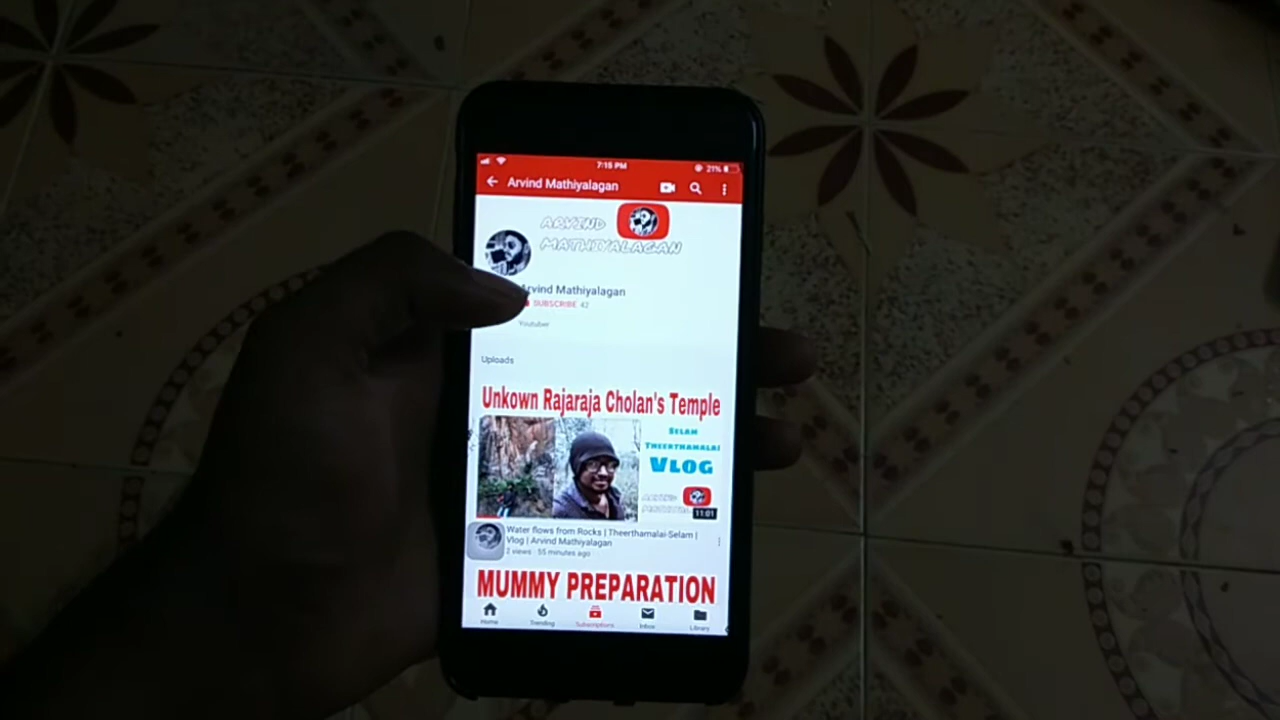 7:15 PM 21%
Arvind Mathiyalagan
ARVIND
MATHIYALAGAN
Arvind Mathiyalagan
SUBSCRIBE 42
Youtuber
Uploads
Unkown Rajaraja Cholan's Temple
SELAM
THEERTHAMALAI
VLOG
ARVIND
11:01
Water flows from Rocks | Theerthamalai-Selam |
Vlog | Arvind Mathiyalagan
2 views · 55 minutes ago
MUMMY PREPARATION
Home Trending Subscriptions Inbox Library